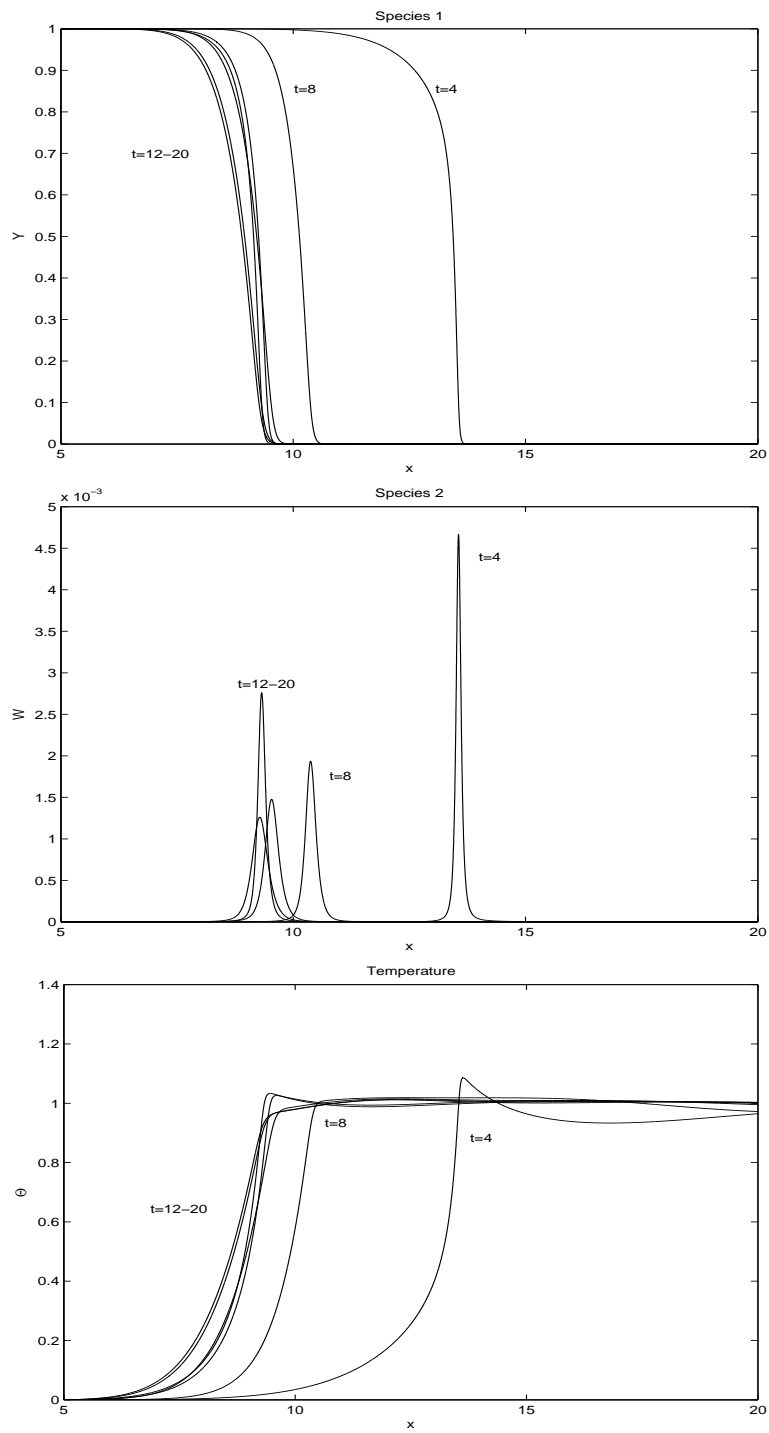 Species 1
1
0.9
0.8
0.7
0.6
0.5
0.4
0.3
0.2
0.1
0
Y
t=8
t=4
t=12−20
5
10
15
20
x
x 10⁻³
Species 2
5
4.5
4
3.5
3
2.5
2
1.5
1
0.5
0
W
t=4
t=12−20
t=8
5
10
15
20
x
Temperature
1.4
1.2
1
0.8
0.6
0.4
0.2
0
Θ
t=8
t=4
t=12−20
5
10
15
20
x